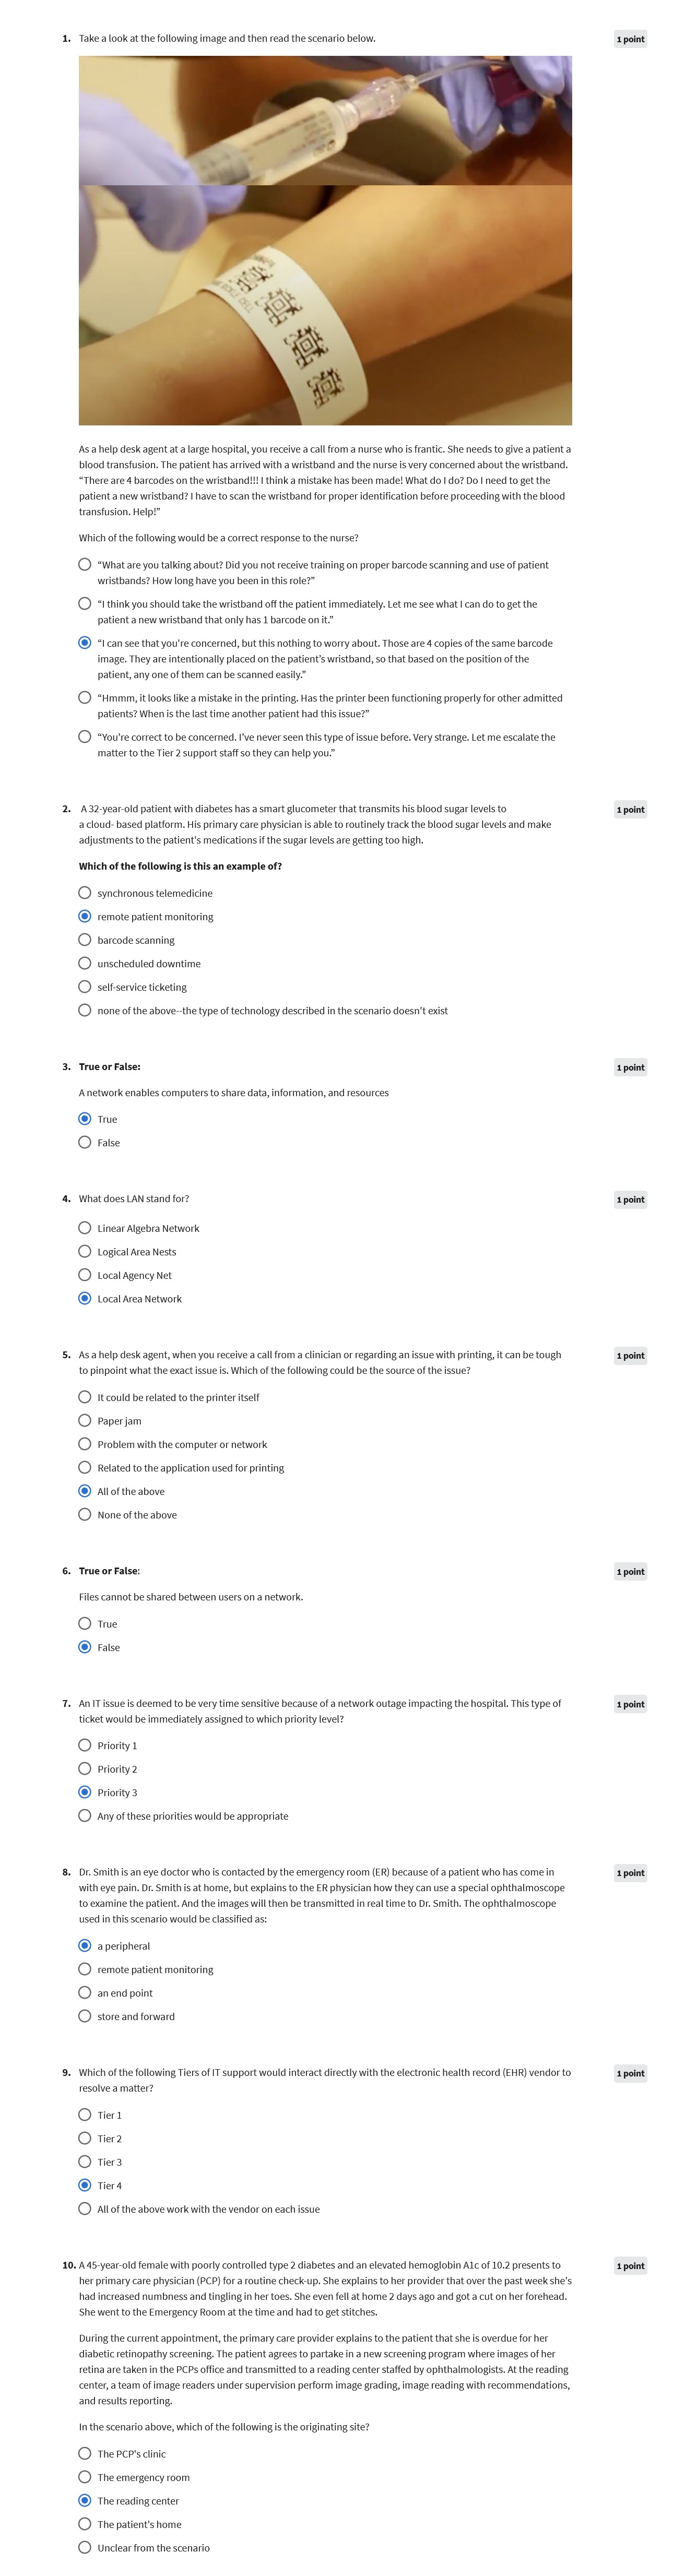 1. Take a look at the following image and then read the scenario below.
1 point
As a help desk agent at a large hospital, you receive a call from a nurse who is frantic. She needs to give a patient a
blood transfusion. The patient has arrived with a wristband and the nurse is very concerned about the wristband.
“There are 4 barcodes on the wristband!!! I think a mistake has been made! What do I do? Do I need to get the
patient a new wristband? I have to scan the wristband for proper identification before proceeding with the blood
transfusion. Help!”
Which of the following would be a correct response to the nurse?
“What are you talking about? Did you not receive training on proper barcode scanning and use of patient
wristbands? How long have you been in this role?”
“I think you should take the wristband off the patient immediately. Let me see what I can do to get the
patient a new wristband that only has 1 barcode on it.”
“I can see that you're concerned, but this nothing to worry about. Those are 4 copies of the same barcode
image. They are intentionally placed on the patient’s wristband, so that based on the position of the
patient, any one of them can be scanned easily.”
“Hmmm, it looks like a mistake in the printing. Has the printer been functioning properly for other admitted
patients? When is the last time another patient had this issue?”
“You're correct to be concerned. I've never seen this type of issue before. Very strange. Let me escalate the
matter to the Tier 2 support staff so they can help you.”
2. A 32-year-old patient with diabetes has a smart glucometer that transmits his blood sugar levels to
1 point
a cloud- based platform. His primary care physician is able to routinely track the blood sugar levels and make
adjustments to the patient's medications if the sugar levels are getting too high.
Which of the following is this an example of?
synchronous telemedicine
remote patient monitoring
barcode scanning
unscheduled downtime
self-service ticketing
none of the above--the type of technology described in the scenario doesn't exist
3. True or False:
1 point
A network enables computers to share data, information, and resources
True
False
4. What does LAN stand for?
1 point
Linear Algebra Network
Logical Area Nests
Local Agency Net
Local Area Network
5. As a help desk agent, when you receive a call from a clinician or regarding an issue with printing, it can be tough
1 point
to pinpoint what the exact issue is. Which of the following could be the source of the issue?
It could be related to the printer itself
Paper jam
Problem with the computer or network
Related to the application used for printing
All of the above
None of the above
6. True or False:
1 point
Files cannot be shared between users on a network.
True
False
7. An IT issue is deemed to be very time sensitive because of a network outage impacting the hospital. This type of
1 point
ticket would be immediately assigned to which priority level?
Priority 1
Priority 2
Priority 3
Any of these priorities would be appropriate
8. Dr. Smith is an eye doctor who is contacted by the emergency room (ER) because of a patient who has come in
1 point
with eye pain. Dr. Smith is at home, but explains to the ER physician how they can use a special ophthalmoscope
to examine the patient. And the images will then be transmitted in real time to Dr. Smith. The ophthalmoscope
used in this scenario would be classified as:
a peripheral
remote patient monitoring
an end point
store and forward
9. Which of the following Tiers of IT support would interact directly with the electronic health record (EHR) vendor to
1 point
resolve a matter?
Tier 1
Tier 2
Tier 3
Tier 4
All of the above work with the vendor on each issue
10. A 45-year-old female with poorly controlled type 2 diabetes and an elevated hemoglobin A1c of 10.2 presents to
1 point
her primary care physician (PCP) for a routine check-up. She explains to her provider that over the past week she's
had increased numbness and tingling in her toes. She even fell at home 2 days ago and got a cut on her forehead.
She went to the Emergency Room at the time and had to get stitches.
During the current appointment, the primary care provider explains to the patient that she is overdue for her
diabetic retinopathy screening. The patient agrees to partake in a new screening program where images of her
retina are taken in the PCPs office and transmitted to a reading center staffed by ophthalmologists. At the reading
center, a team of image readers under supervision perform image grading, image reading with recommendations,
and results reporting.
In the scenario above, which of the following is the originating site?
The PCP's clinic
The emergency room
The reading center
The patient's home
Unclear from the scenario